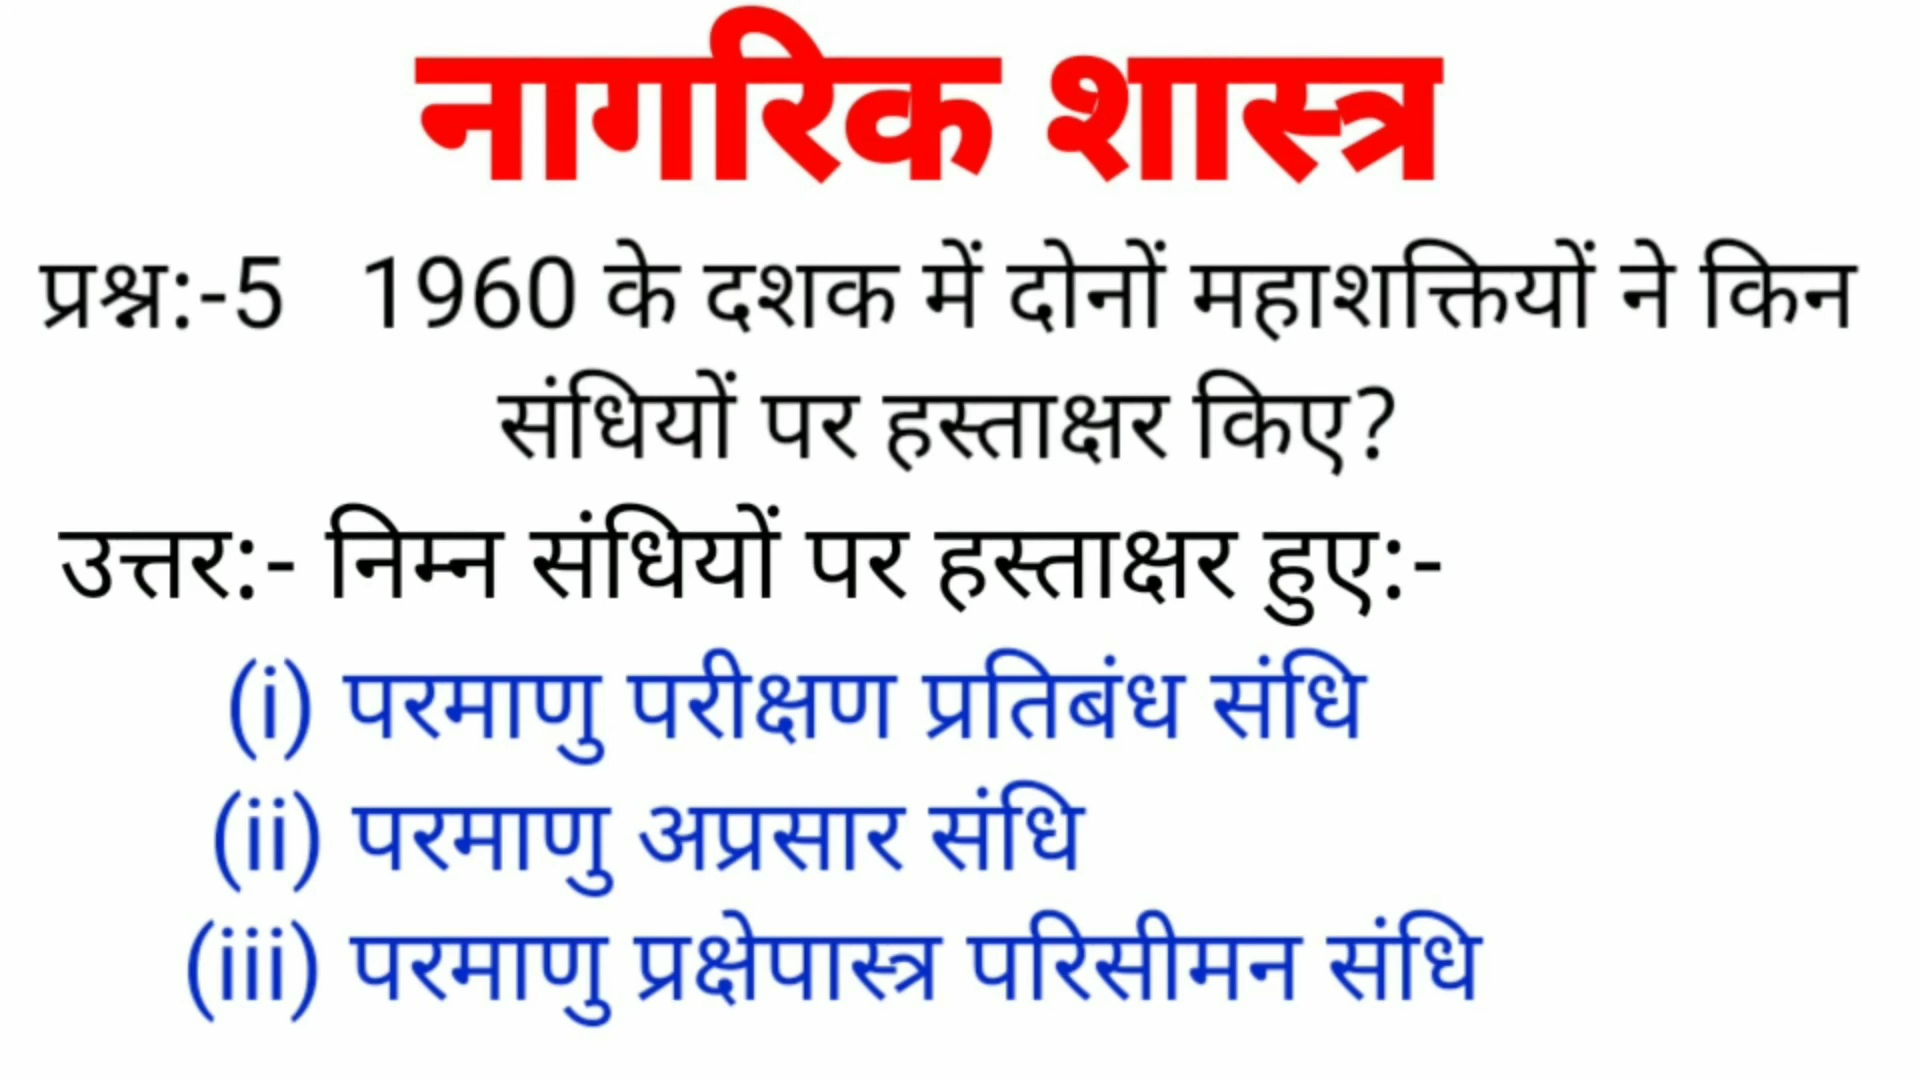 नागरिक शास्त्र
प्रश्न:-5 1960 के दशक में दोनों महाशक्तियों ने किन
संधियों पर हस्ताक्षर किए?
उत्तर:- निम्न संधियों पर हस्ताक्षर हुए:-
(i) परमाणु परीक्षण प्रतिबंध संधि
(ii) परमाणु अप्रसार संधि
(iii) परमाणु प्रक्षेपास्त्र परिसीमन संधि